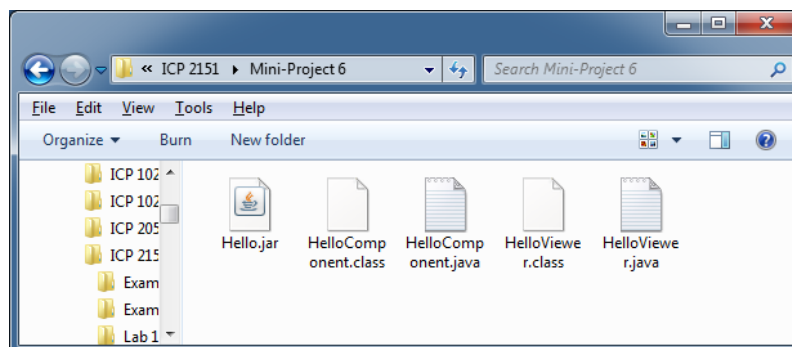 « ICP 2151 ▸ Mini-Project 6
Search Mini-Project 6
File Edit View Tools Help
Organize Burn New folder
ICP 102
ICP 102
ICP 205
ICP 215
Exam
Exam
Lab 1
Hello.jar
HelloComp
onent.class
HelloComp
onent.java
HelloViewe
r.class
HelloViewe
r.java